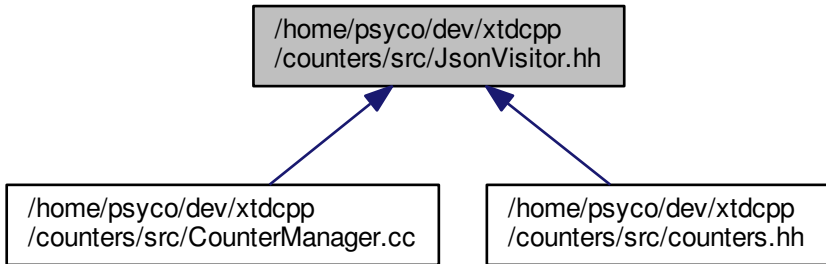 /home/psyco/dev/xtdcpp
/counters/src/JsonVisitor.hh
/home/psyco/dev/xtdcpp
/counters/src/CounterManager.cc
/home/psyco/dev/xtdcpp
/counters/src/counters.hh